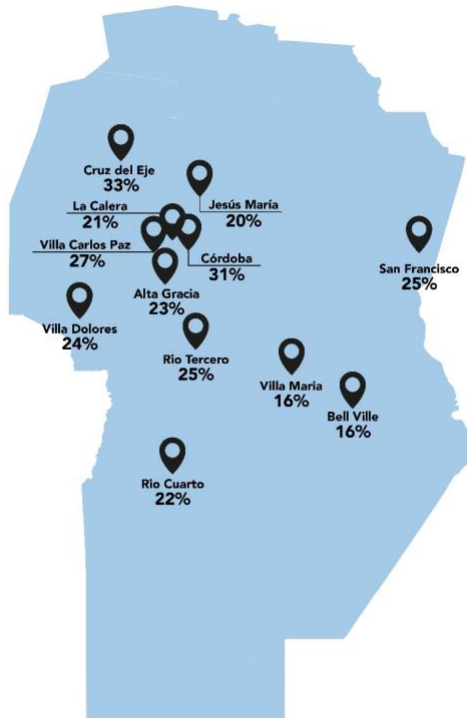 Cruz del Eje
33%
La Calera
21%
Jesús María
20%
Villa Carlos Paz
27%
Córdoba
31%
San Francisco
25%
Alta Gracia
23%
Villa Dolores
24%
Rio Tercero
25%
Villa Maria
16%
Bell Ville
16%
Rio Cuarto
22%